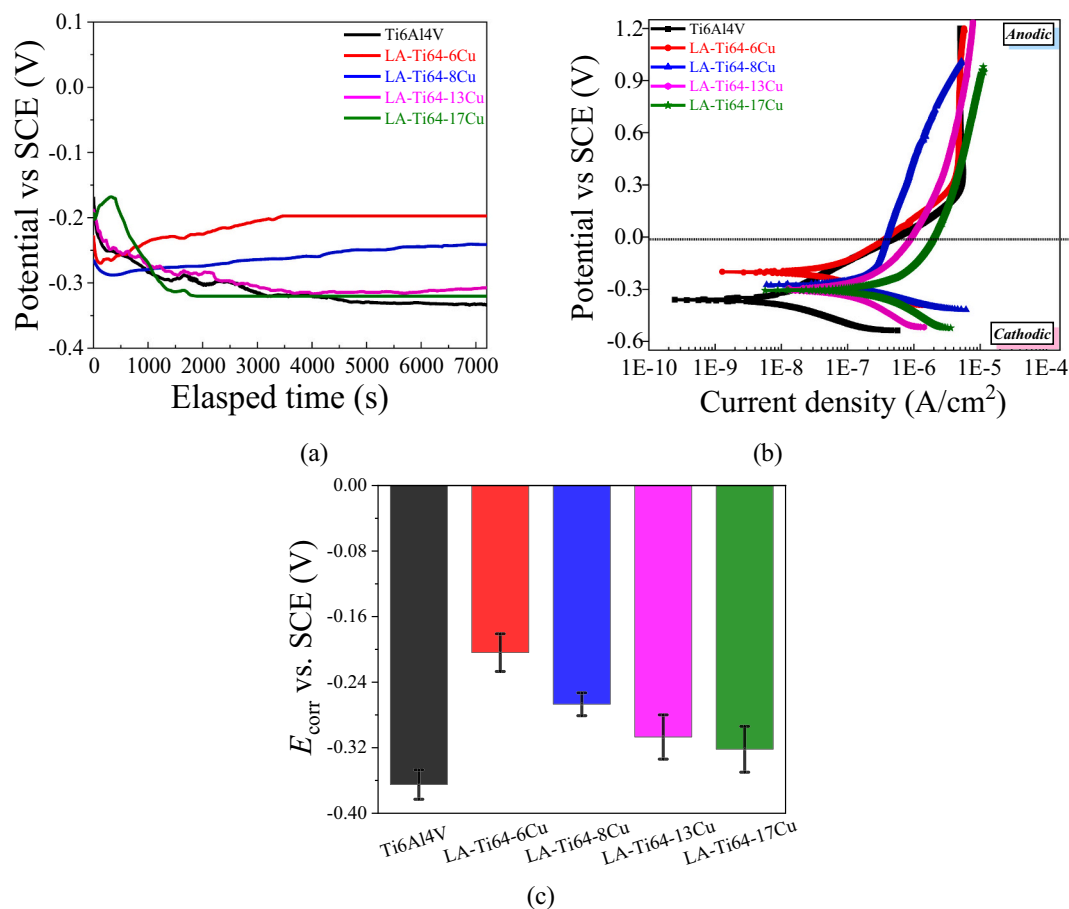 Potential vs SCE (V)
0.1
0.0
-0.1
-0.2
-0.3
-0.4
Ti6Al4V
LA-Ti64-6Cu
LA-Ti64-8Cu
LA-Ti64-13Cu
LA-Ti64-17Cu
0 1000 2000 3000 4000 5000 6000 7000
Elasped time (s)
(a)
Potential vs SCE (V)
1.2
0.9
0.6
0.3
0.0
-0.3
-0.6
Ti6Al4V
LA-Ti64-6Cu
LA-Ti64-8Cu
LA-Ti64-13Cu
LA-Ti64-17Cu
Anodic
Cathodic
1E-10 1E-9 1E-8 1E-7 1E-6 1E-5 1E-4
Current density (A/cm²)
(b)
E_corr vs. SCE (V)
0.00
-0.08
-0.16
-0.24
-0.32
-0.40
Ti6Al4V
LA-Ti64-6Cu
LA-Ti64-8Cu
LA-Ti64-13Cu
LA-Ti64-17Cu
(c)